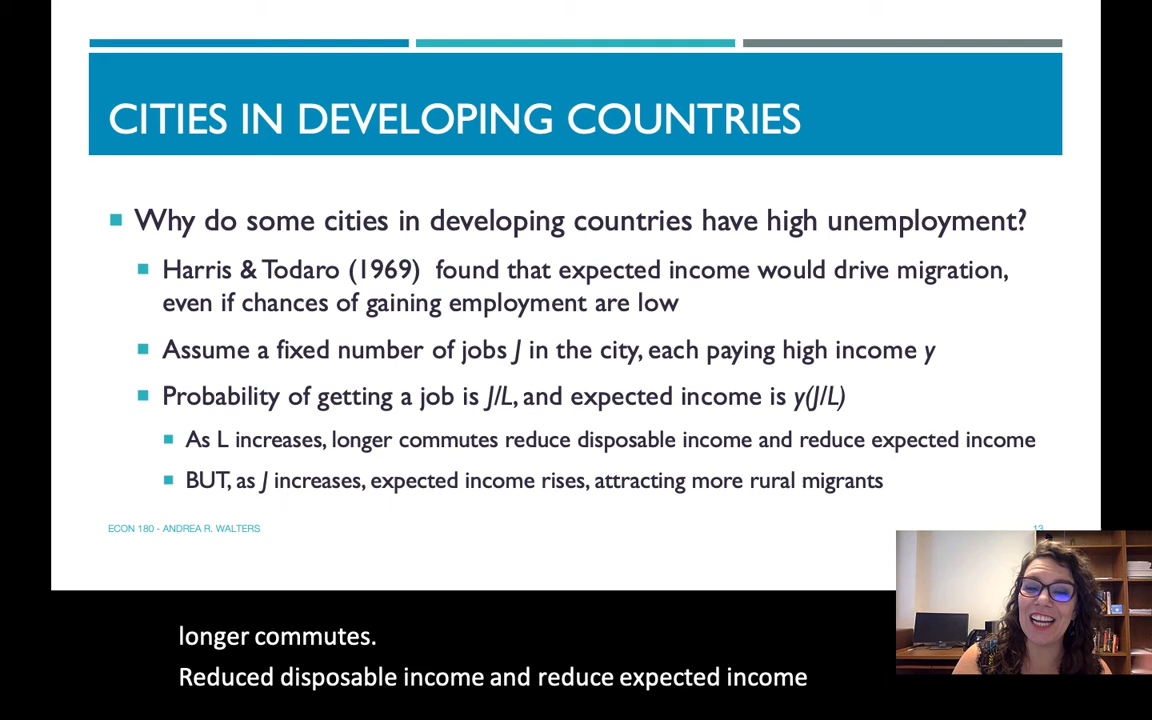 CITIES IN DEVELOPING COUNTRIES
Why do some cities in developing countries have high unemployment?
Harris & Todaro (1969) found that expected income would drive migration,
even if chances of gaining employment are low
Assume a fixed number of jobs J in the city, each paying high income y
Probability of getting a job is J/L, and expected income is y(J/L)
As L increases, longer commutes reduce disposable income and reduce expected income
BUT, as J increases, expected income rises, attracting more rural migrants
ECON 180 - ANDREA R. WALTERS
13
longer commutes.
Reduced disposable income and reduce expected income